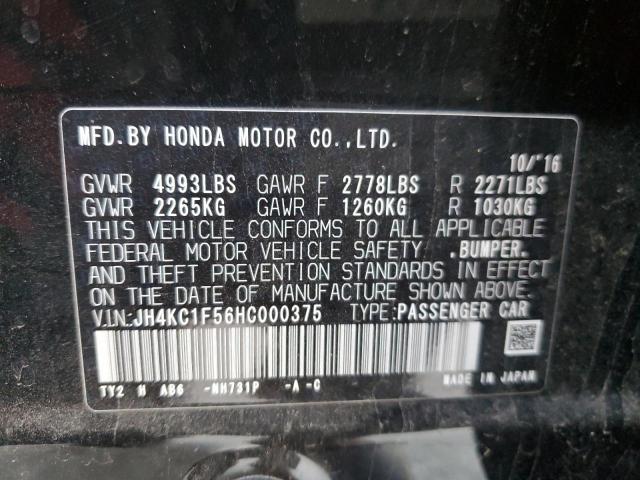 MFD.BY HONDA MOTOR CO.,LTD.
10/'16
GVWR 4993LBS GAWR F 2778LBS R 2271LBS
GVWR 2265KG GAWR F 1260KG R 1030KG
THIS VEHICLE CONFORMS TO ALL APPLICABLE
FEDERAL MOTOR VEHICLE SAFETY, .BUMPER.
AND THEFT PREVENTION STANDARDS IN EFFECT
ON THE DATE OF MANUFACTURE SHOWN ABOVE.
V.I.N:JH4KC1F56HC000375 TYPE:PASSENGER CAR
TY2 H AB6 -NH731P -A -C
MADE IN JAPAN